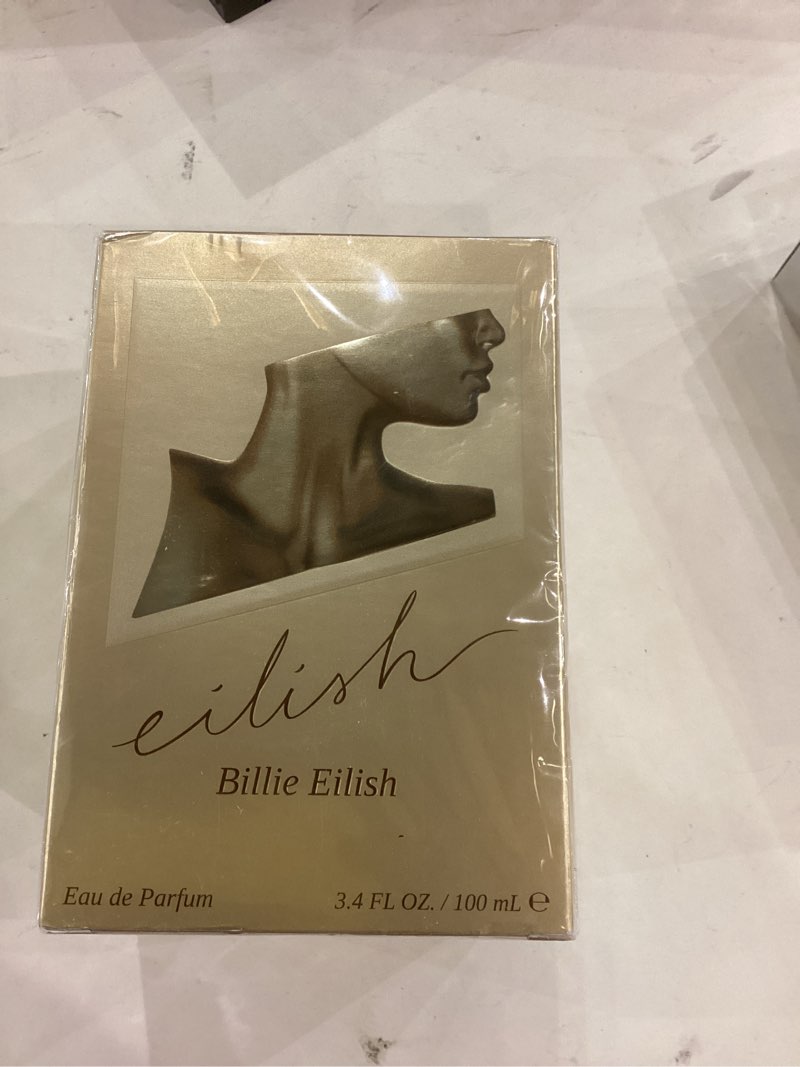 eilish
Billie Eilish
Eau de Parfum 3.4 FL OZ. / 100 mL ℮